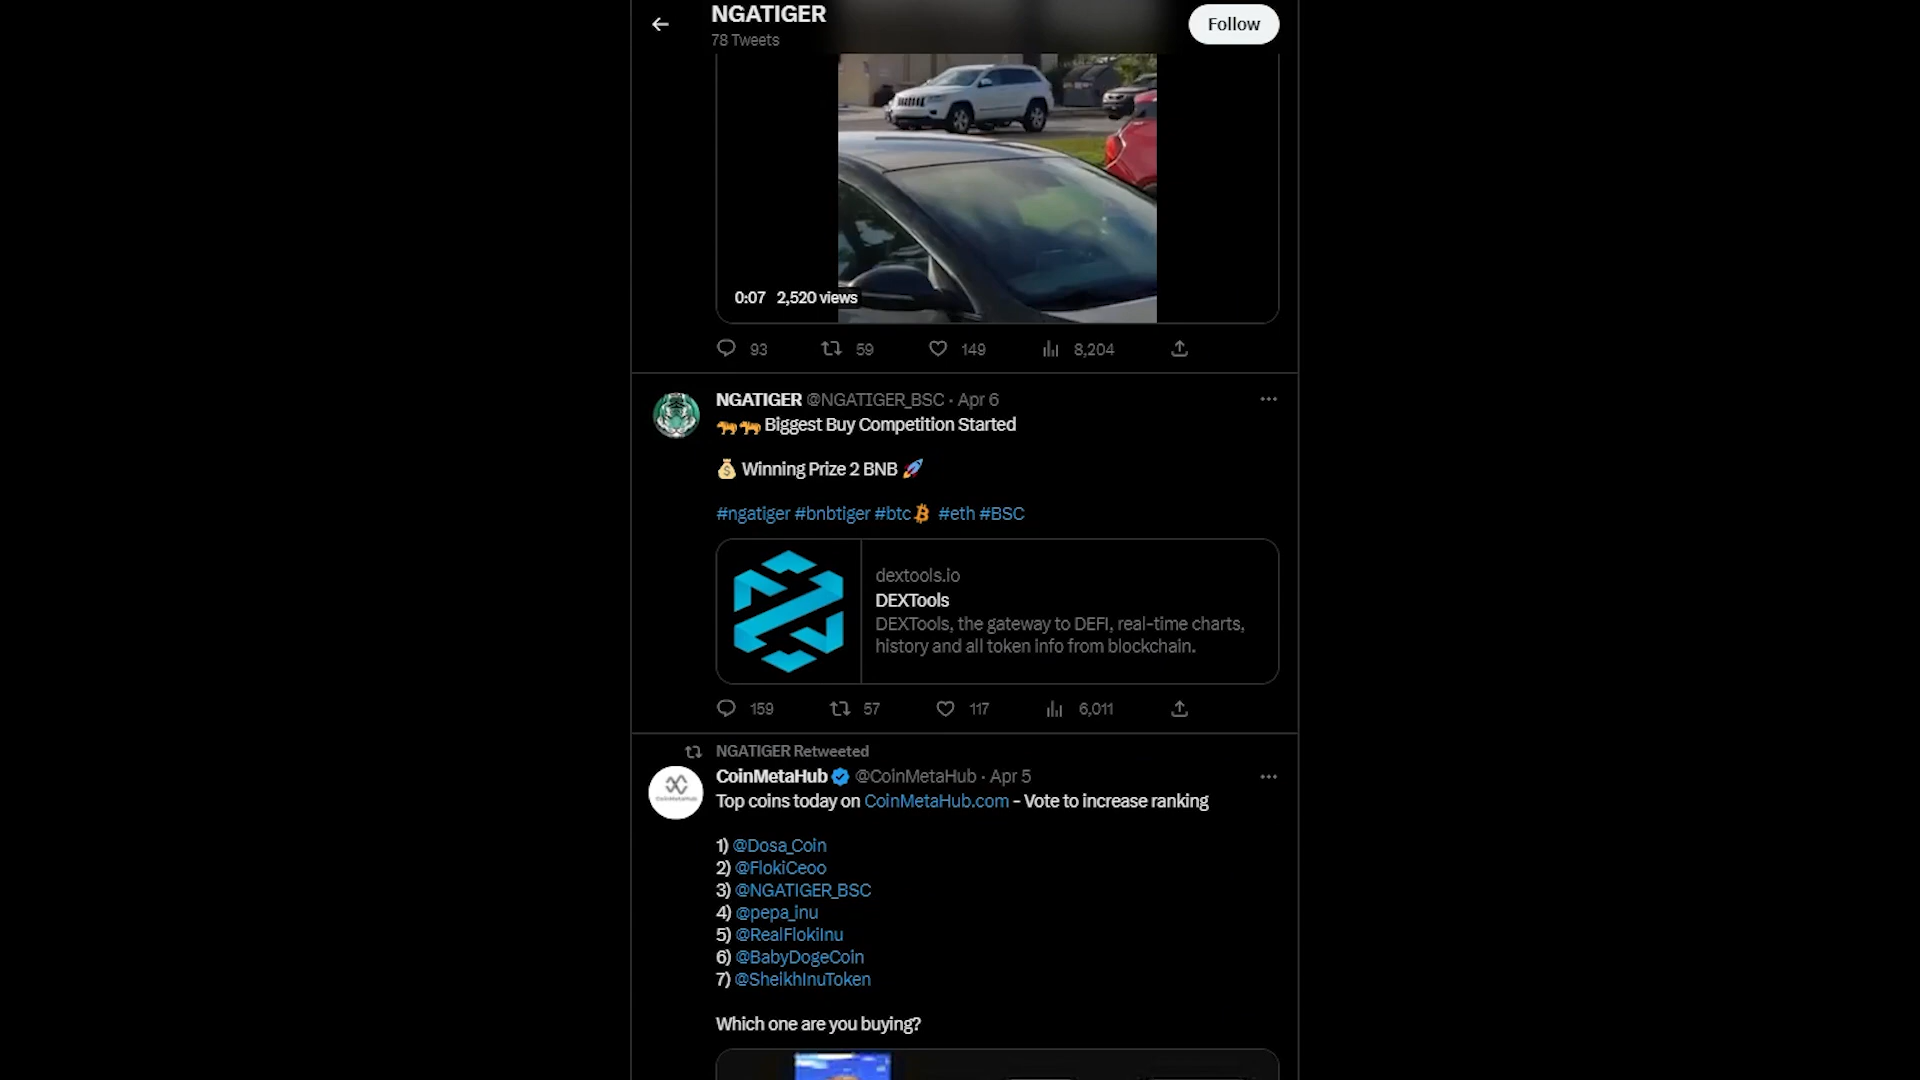 NGATIGER
78 Tweets
Follow
0:07 2,520 views
93 59 149 8,204
NGATIGER @NGATIGER_BSC · Apr 6
🐅🐅 Biggest Buy Competition Started
💰 Winning Prize 2 BNB 🚀
#ngatiger #bnbtiger #btc #eth #BSC
dextools.io
DEXTools
DEXTools, the gateway to DEFI, real-time charts,
history and all token info from blockchain.
159 57 117 6,011
NGATIGER Retweeted
CoinMetaHub @CoinMetaHub · Apr 5
Top coins today on CoinMetaHub.com - Vote to increase ranking
1) @Dosa_Coin
2) @FlokiCeoo
3) @NGATIGER_BSC
4) @pepa_inu
5) @RealFlokiInu
6) @BabyDogeCoin
7) @SheikhInuToken
Which one are you buying?